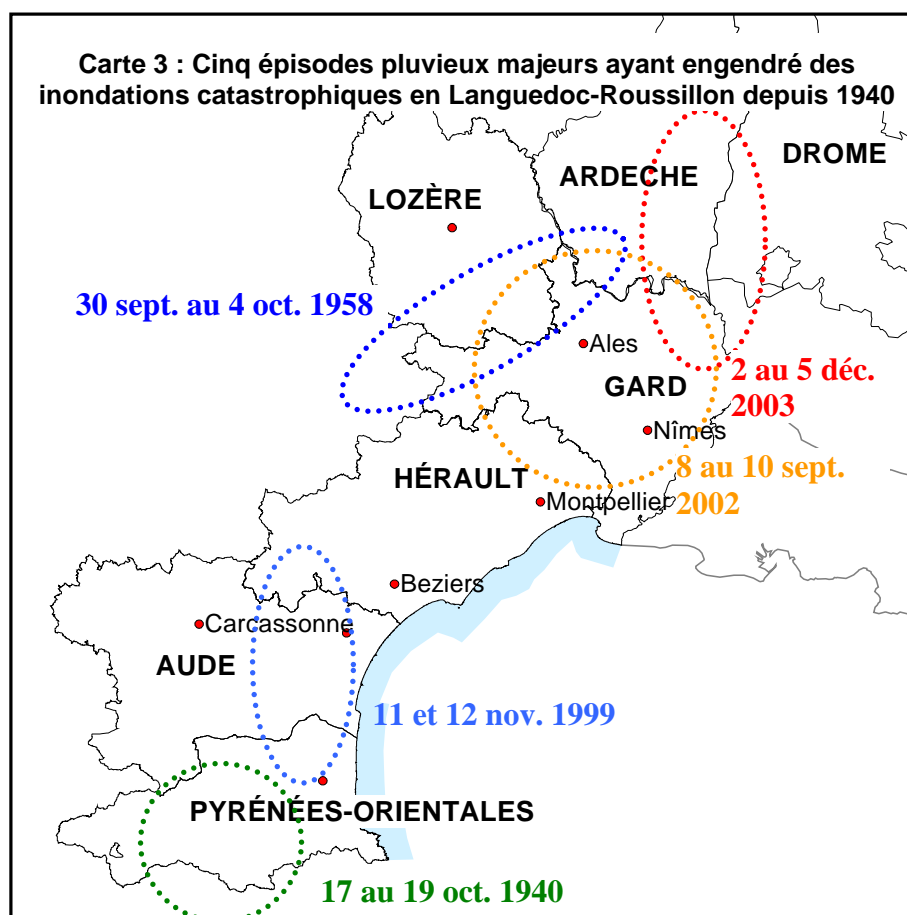 Carte 3 : Cinq épisodes pluvieux majeurs ayant engendré des
inondations catastrophiques en Languedoc-Roussillon depuis 1940
DROME
ARDECHE
LOZÈRE
30 sept. au 4 oct. 1958
Ales
2 au 5 déc.
2003
GARD
Nîmes
8 au 10 sept.
2002
HÉRAULT
Montpellier
Beziers
Carcassonne
AUDE
11 et 12 nov. 1999
PYRÉNÉES-ORIENTALES
17 au 19 oct. 1940